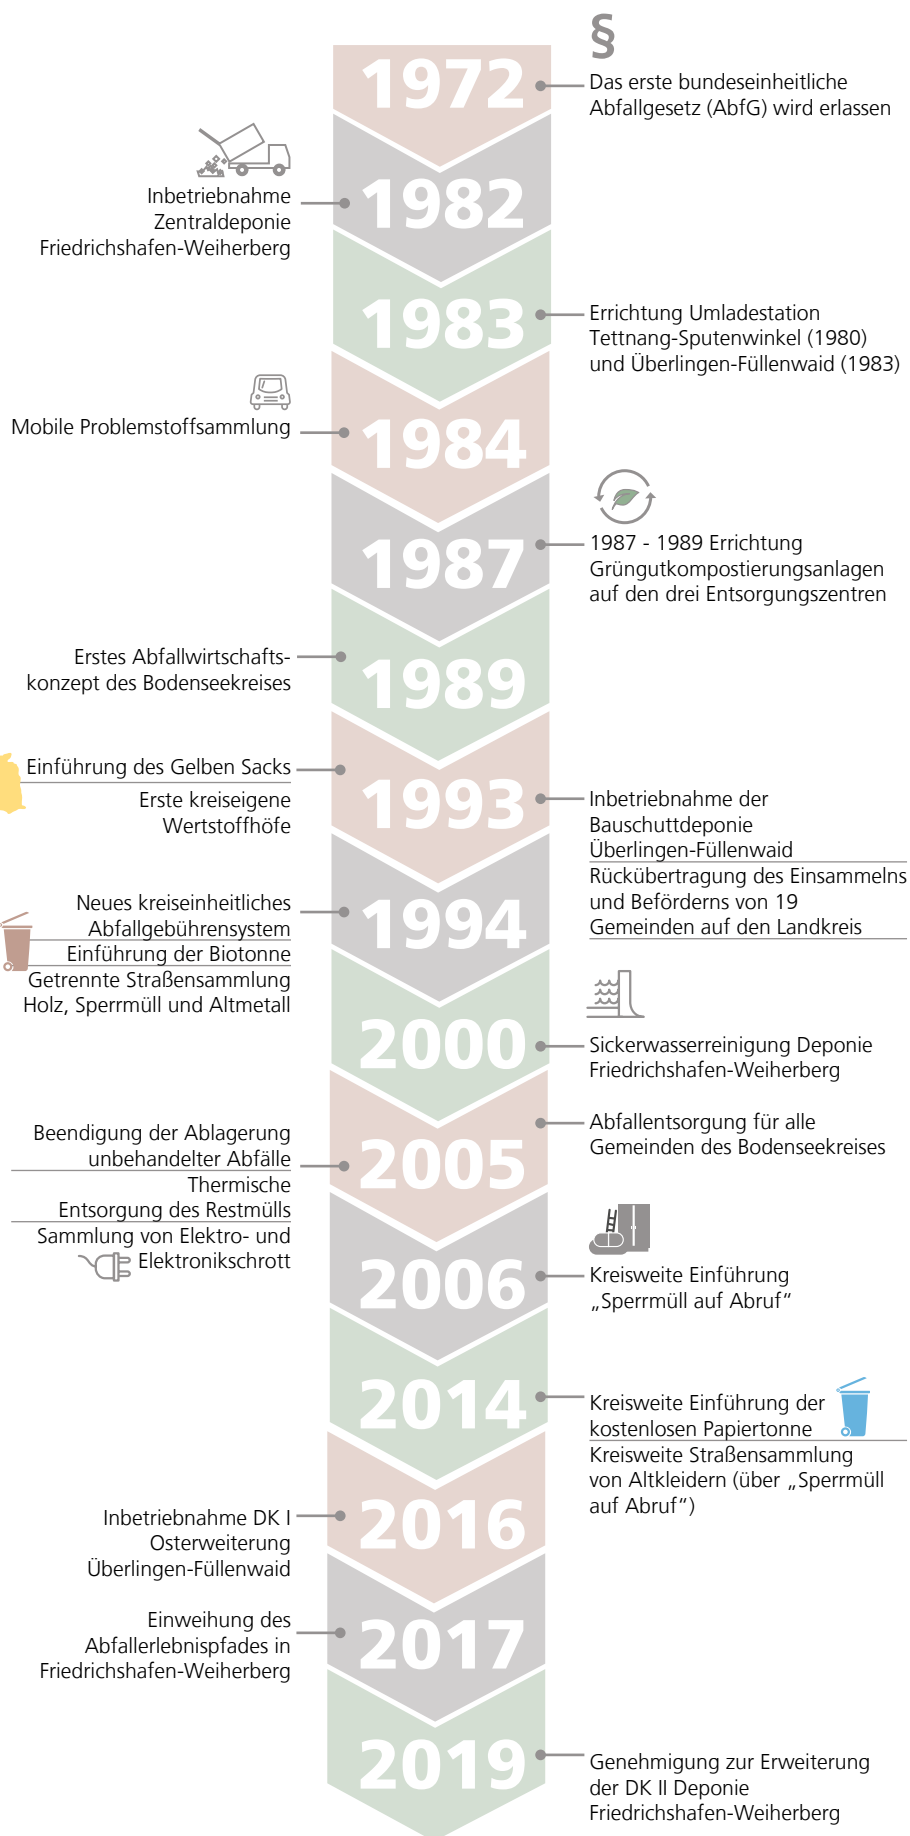 §
1972
Das erste bundeseinheitliche
Abfallgesetz (AbfG) wird erlassen
1982
Inbetriebnahme
Zentraldeponie
Friedrichshafen-Weiherberg
1983
Errichtung Umladestation
Tettnang-Sputenwinkel (1980)
und Überlingen-Füllenwaid (1983)
1984
Mobile Problemstoffsammlung
1987
1987 - 1989 Errichtung
Grüngutkompostierungsanlagen
auf den drei Entsorgungszentren
1989
Erstes Abfallwirtschafts-
konzept des Bodenseekreises
1993
Einführung des Gelben Sacks
Erste kreiseigene
Wertstoffhöfe
Inbetriebnahme der
Bauschuttdeponie
Überlingen-Füllenwaid
Rückübertragung des Einsammelns
und Beförderns von 19
Gemeinden auf den Landkreis
1994
Neues kreiseinheitliches
Abfallgebührensystem
Einführung der Biotonne
Getrennte Straßensammlung
Holz, Sperrmüll und Altmetall
2000
Sickerwasserreinigung Deponie
Friedrichshafen-Weiherberg
2005
Abfallentsorgung für alle
Gemeinden des Bodenseekreises
Beendigung der Ablagerung
unbehandelter Abfälle
Thermische
Entsorgung des Restmülls
Sammlung von Elektro- und
Elektronikschrott
2006
Kreisweite Einführung
„Sperrmüll auf Abruf“
2014
Kreisweite Einführung der
kostenlosen Papiertonne
Kreisweite Straßensammlung
von Altkleidern (über „Sperrmüll
auf Abruf“)
2016
Inbetriebnahme DK I
Osterweiterung
Überlingen-Füllenwaid
2017
Einweihung des
Abfallerlebnispfades in
Friedrichshafen-Weiherberg
2019
Genehmigung zur Erweiterung
der DK II Deponie
Friedrichshafen-Weiherberg